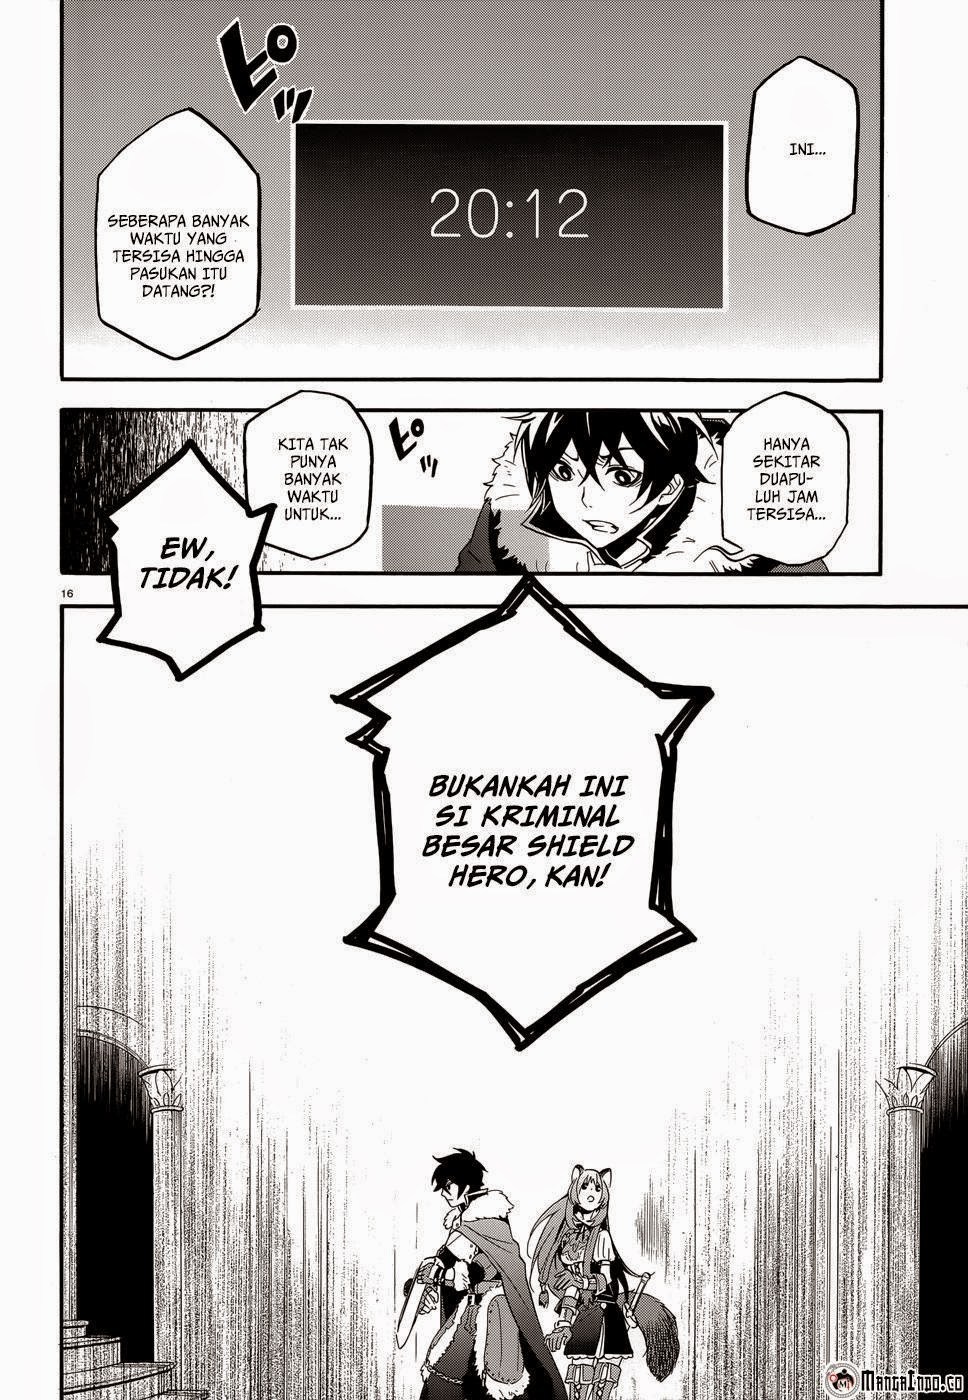 ピッ
INI...
20:12
SEBERAPA BANYAK
WAKTU YANG
TERSISA HINGGA
PASUKAN ITU
DATANG?!
HANYA
SEKITAR
DUAPU-
LUH JAM
TERSISA...
ピッ
KITA TAK
PUNYA
BANYAK
WAKTU
UNTUK...
EW,
TIDAK!
16
BUKANKAH INI
SI KRIMINAL
BESAR SHIELD
HERO, KAN!
MANGAINDO.CO